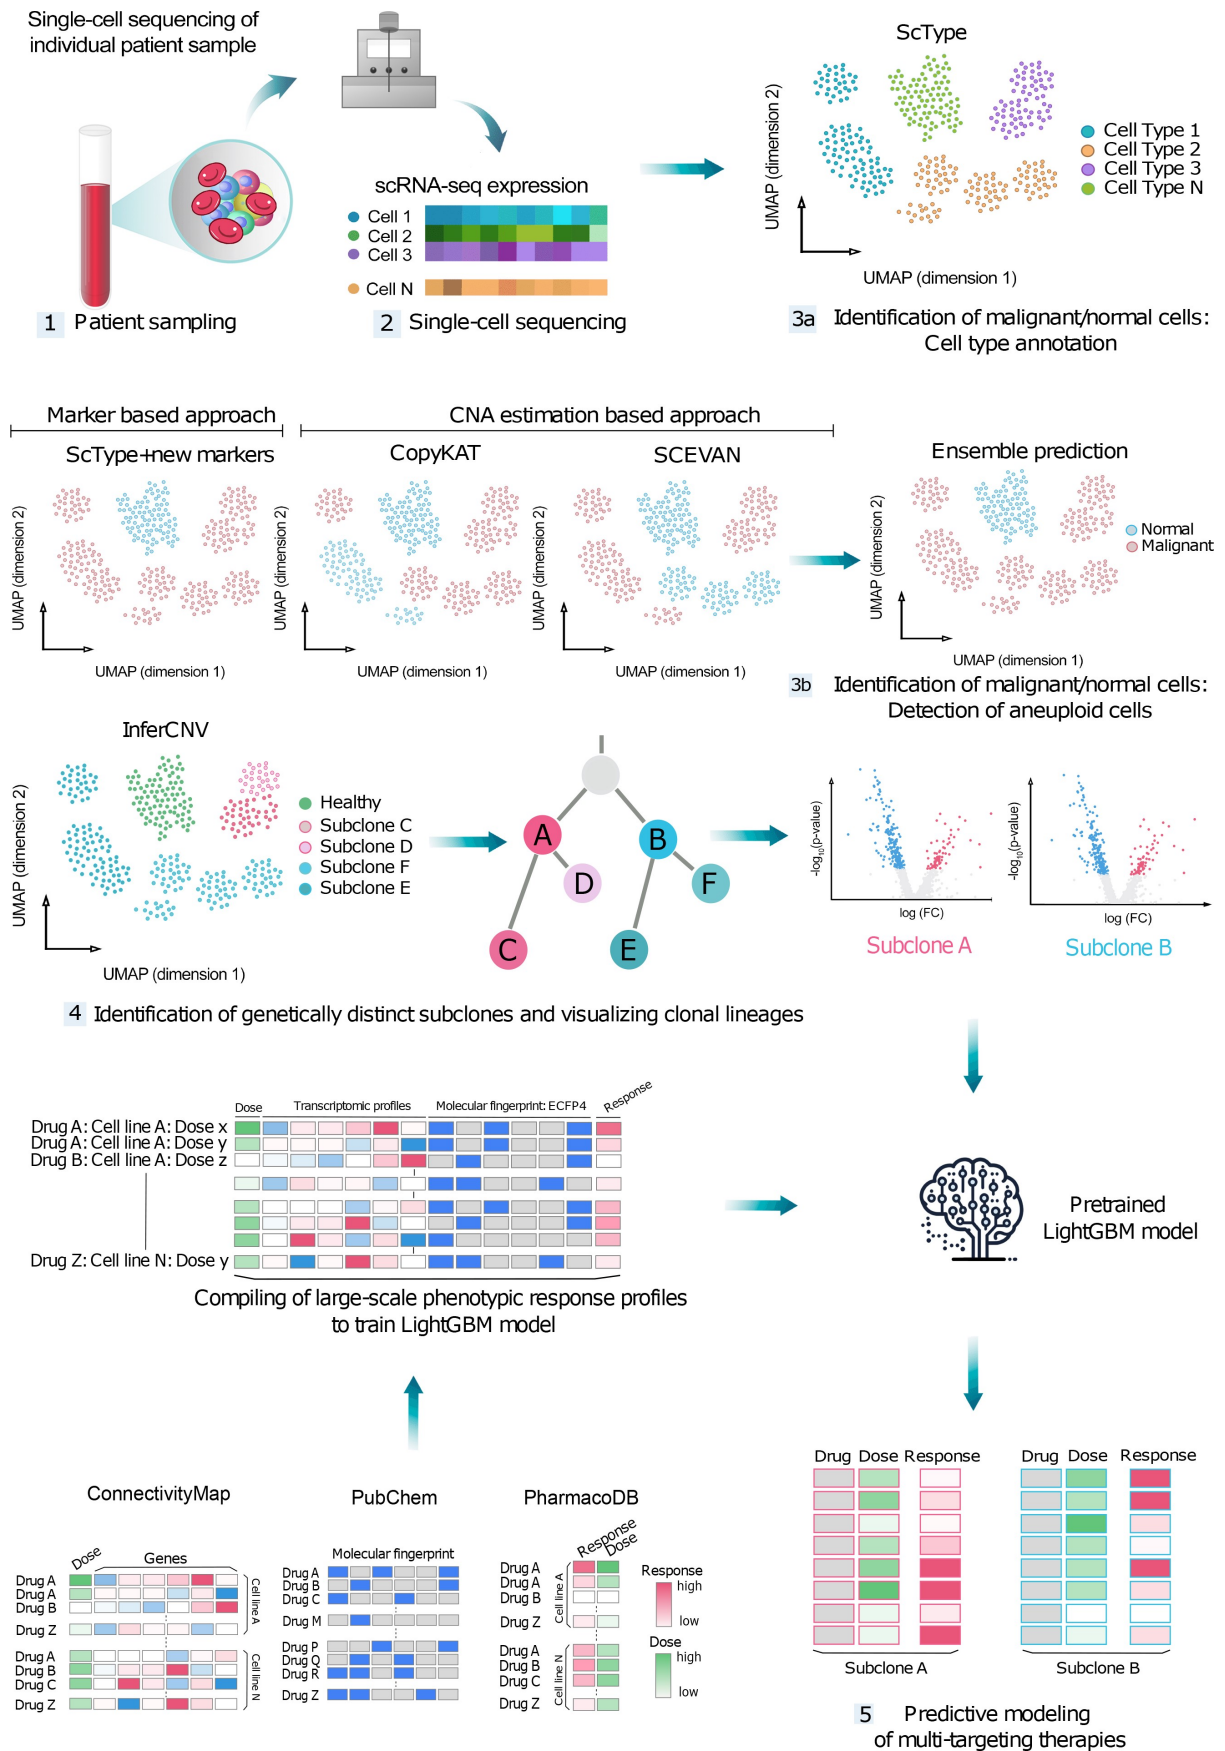 Single-cell sequencing of
individual patient sample
scRNA-seq expression
Cell 1
Cell 2
Cell 3
Cell N
1 Patient sampling
2 Single-cell sequencing
ScType
UMAP (dimension 2)
UMAP (dimension 1)
Cell Type 1
Cell Type 2
Cell Type 3
Cell Type N
3a Identification of malignant/normal cells:
Cell type annotation
Marker based approach
CNA estimation based approach
ScType+new markers
UMAP (dimension 2)
UMAP (dimension 1)
CopyKAT
UMAP (dimension 2)
UMAP (dimension 1)
SCEVAN
UMAP (dimension 2)
UMAP (dimension 1)
Ensemble prediction
UMAP (dimension 2)
UMAP (dimension 1)
Normal
Malignant
3b Identification of malignant/normal cells:
Detection of aneuploid cells
InferCNV
UMAP (dimension 2)
UMAP (dimension 1)
Healthy
Subclone C
Subclone D
Subclone F
Subclone E
A
B
D
F
C
E
-log10(p-value)
log (FC)
Subclone A
-log10(p-value)
log (FC)
Subclone B
4 Identification of genetically distinct subclones and visualizing clonal lineages
Dose
Transcriptomic profiles
Molecular fingerprint: ECFP4
Response
Drug A: Cell line A: Dose x
Drug A: Cell line A: Dose y
Drug B: Cell line A: Dose z
Drug Z: Cell line N: Dose y
Compiling of large-scale phenotypic response profiles
to train LightGBM model
Pretrained
LightGBM model
ConnectivityMap
Dose
Genes
Drug A
Drug A
Drug B
Drug Z
Cell line A
Drug A
Drug B
Drug C
Drug Z
Cell line N
PubChem
Molecular fingerprint
Drug A
Drug B
Drug C
Drug M
Drug P
Drug Q
Drug R
Drug Z
PharmacoDB
Response
Dose
Drug A
Drug A
Drug B
Drug Z
Cell line A
Drug A
Drug B
Drug C
Drug Z
Cell line N
Response
high
low
Dose
high
low
Drug Dose Response
Subclone A
Drug Dose Response
Subclone B
5 Predictive modeling
of multi-targeting therapies